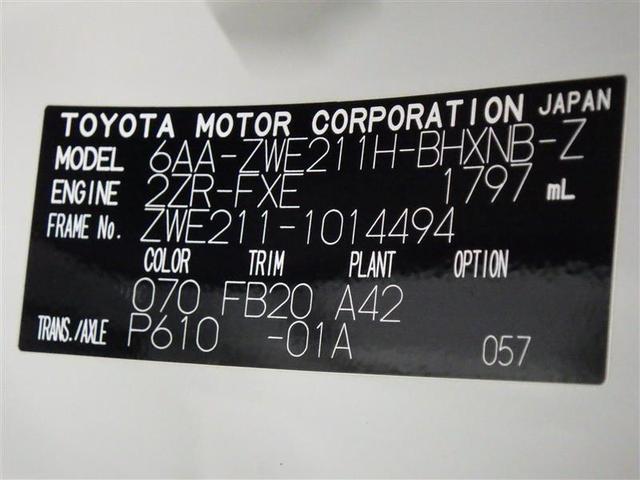 TOYOTA MOTOR CORPORATION JAPAN
MODEL 6AA-ZWE211H-BHXNB-Z
ENGINE 2ZR-FXE 1797 mL
FRAME No. ZWE211-1014494
COLOR TRIM PLANT OPTION
070 FB20 A42
TRANS./AXLE P610 -01A 057